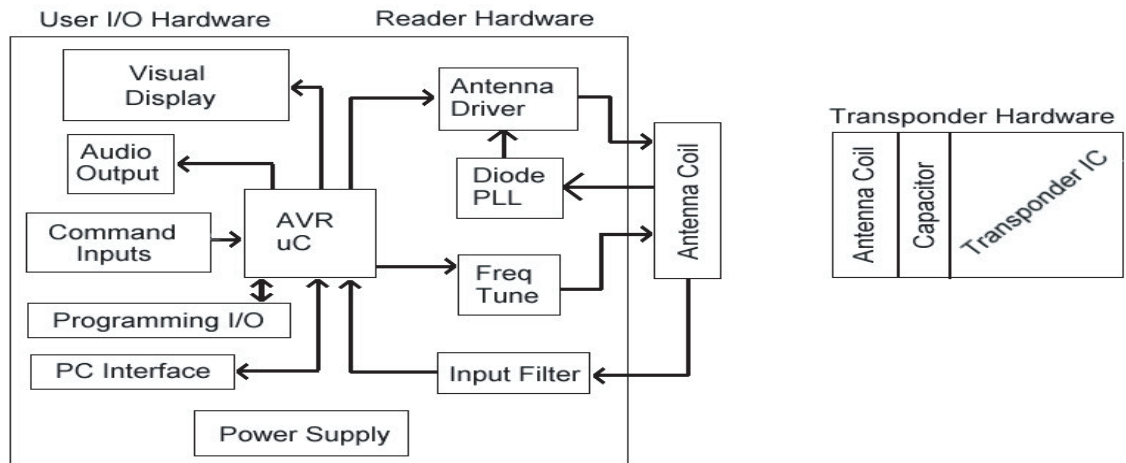 User I/O Hardware
Reader Hardware
Visual
Display
Audio
Output
Command
Inputs
AVR
uC
Programming I/O
PC Interface
Power Supply
Antenna
Driver
Diode
PLL
Freq
Tune
Input Filter
Antenna Coil
Transponder Hardware
Antenna Coil
Capacitor
Transponder IC